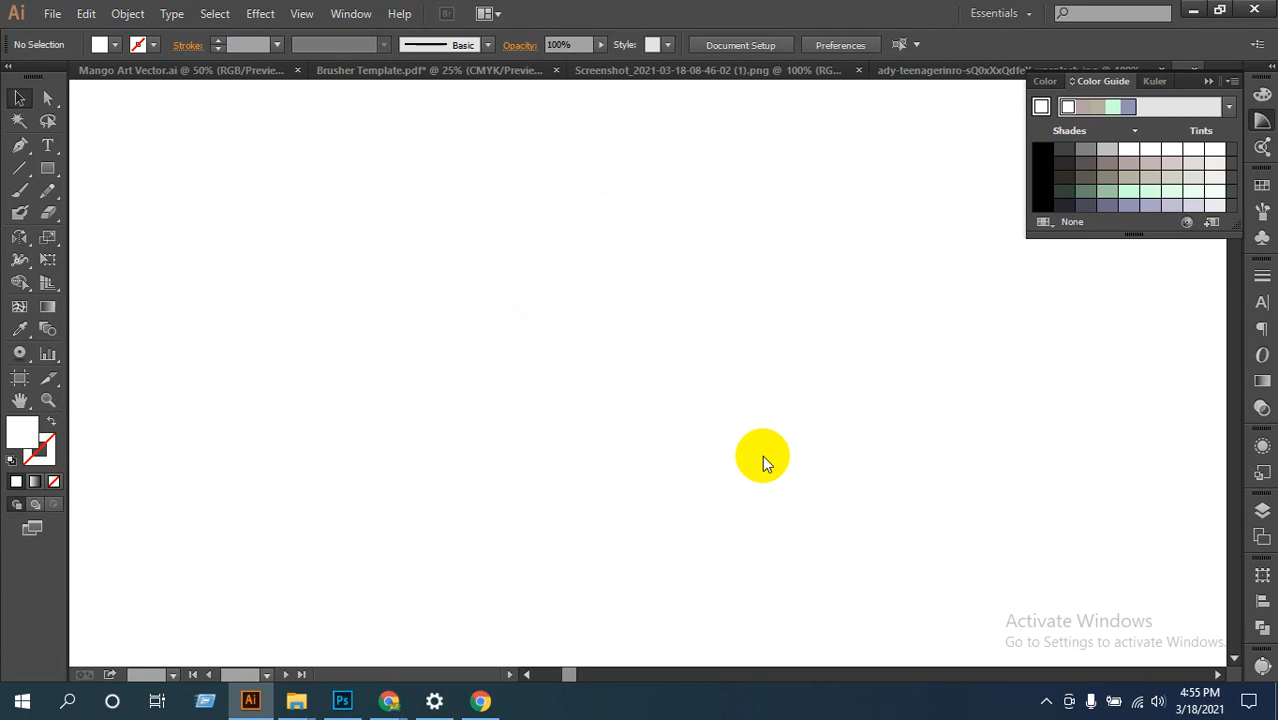 Ai File Edit Object Type Select Effect View Window Help Br Essentials
No Selection Stroke: Basic Opacity: 100% Style: Document Setup Preferences
Mango Art Vector.ai @ 50% (RGB/Previe... Brusher Template.pdf* @ 25% (CMYK/Previe... Screenshot_2021-03-18-08-46-02 (1).png @ 100% (RG...
Color Color Guide Kuler
Shades Tints
None
Activate Windows
Go to Settings to activate Windows.
Ai Ps 4:55 PM
3/18/2021